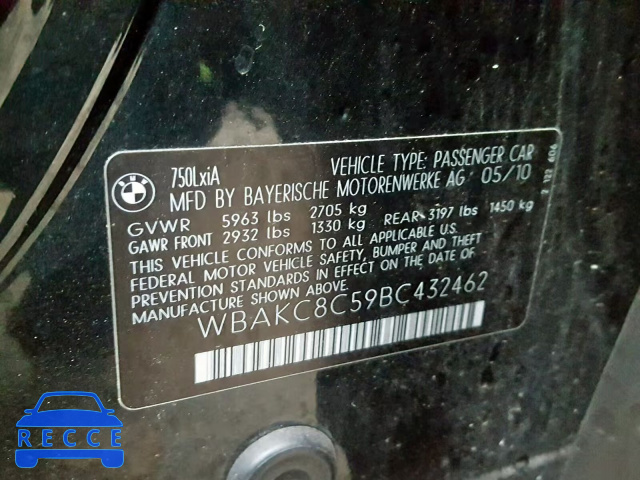 BMW
750LxiA
VEHICLE TYPE: PASSENGER CAR
MFD BY BAYERISCHE MOTORENWERKE AG 05/10
GVWR 5963 lbs 2705 kg
GAWR FRONT 2932 lbs 1330 kg REAR 3197 lbs 1450 kg
THIS VEHICLE CONFORMS TO ALL APPLICABLE U.S.
FEDERAL MOTOR VEHICLE SAFETY, BUMPER AND THEFT
PREVENTION STANDARDS IN EFFECT ON THE DATE OF
MANUFACTURE SHOWN ABOVE.
WBAKC8C59BC432462
RECCE